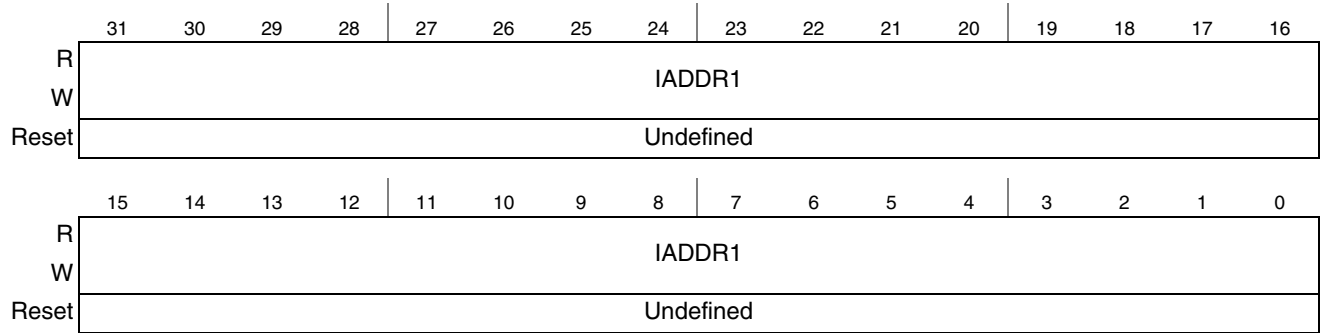 31 30 29 28 27 26 25 24 23 22 21 20 19 18 17 16
R
IADDR1
W
Reset Undefined
15 14 13 12 11 10 9 8 7 6 5 4 3 2 1 0
R
IADDR1
W
Reset Undefined